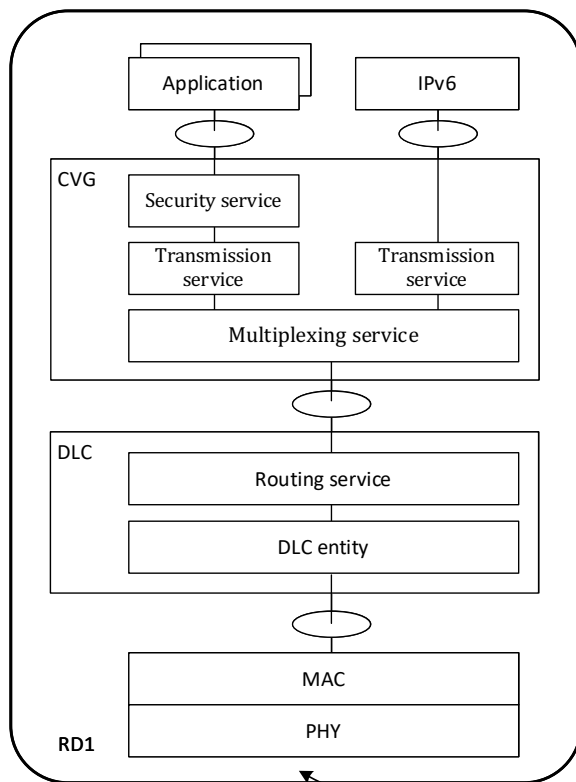 Application
IPv6
CVG
Security service
Transmission
service
Transmission
service
Multiplexing service
DLC
Routing service
DLC entity
MAC
PHY
RD1